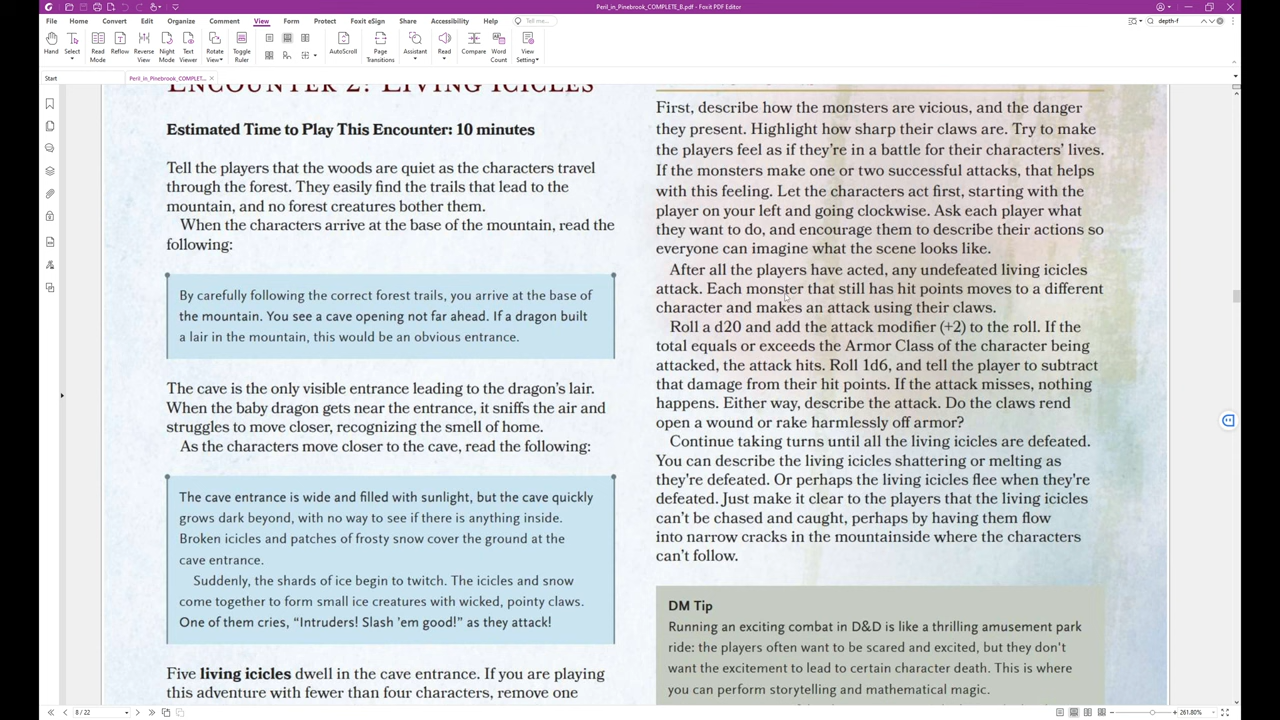 Peril_in_Pinebrook_COMPLETE_B.pdf - Foxit PDF Editor
File Home Convert Edit Organize Comment View Form Protect Foxit eSign Share Accessibility Help Tell me... depth-f
Hand Select Read Mode Reflow Reverse View Night Mode Text Viewer Rotate View Toggle Ruler AutoScroll Page Transitions Assistant Read Compare Word Count View Setting
Start Peril_in_Pinebrook_COMPLET...
ENCOUNTER 2: LIVING ICICLES
Estimated Time to Play This Encounter: 10 minutes
Tell the players that the woods are quiet as the characters travel
through the forest. They easily find the trails that lead to the
mountain, and no forest creatures bother them.
When the characters arrive at the base of the mountain, read the
following:
By carefully following the correct forest trails, you arrive at the base of
the mountain. You see a cave opening not far ahead. If a dragon built
a lair in the mountain, this would be an obvious entrance.
The cave is the only visible entrance leading to the dragon's lair.
When the baby dragon gets near the entrance, it sniffs the air and
struggles to move closer, recognizing the smell of home.
As the characters move closer to the cave, read the following:
The cave entrance is wide and filled with sunlight, but the cave quickly
grows dark beyond, with no way to see if there is anything inside.
Broken icicles and patches of frosty snow cover the ground at the
cave entrance.
Suddenly, the shards of ice begin to twitch. The icicles and snow
come together to form small ice creatures with wicked, pointy claws.
One of them cries, "Intruders! Slash 'em good!" as they attack!
Five living icicles dwell in the cave entrance. If you are playing
this adventure with fewer than four characters, remove one
First, describe how the monsters are vicious, and the danger
they present. Highlight how sharp their claws are. Try to make
the players feel as if they're in a battle for their characters' lives.
If the monsters make one or two successful attacks, that helps
with this feeling. Let the characters act first, starting with the
player on your left and going clockwise. Ask each player what
they want to do, and encourage them to describe their actions so
everyone can imagine what the scene looks like.
After all the players have acted, any undefeated living icicles
attack. Each monster that still has hit points moves to a different
character and makes an attack using their claws.
Roll a d20 and add the attack modifier (+2) to the roll. If the
total equals or exceeds the Armor Class of the character being
attacked, the attack hits. Roll 1d6, and tell the player to subtract
that damage from their hit points. If the attack misses, nothing
happens. Either way, describe the attack. Do the claws rend
open a wound or rake harmlessly off armor?
Continue taking turns until all the living icicles are defeated.
You can describe the living icicles shattering or melting as
they're defeated. Or perhaps the living icicles flee when they're
defeated. Just make it clear to the players that the living icicles
can't be chased and caught, perhaps by having them flow
into narrow cracks in the mountainside where the characters
can't follow.
DM Tip
Running an exciting combat in D&D is like a thrilling amusement park
ride: the players often want to be scared and excited, but they don't
want the excitement to lead to certain character death. This is where
you can perform storytelling and mathematical magic.
8 / 22 261.80%